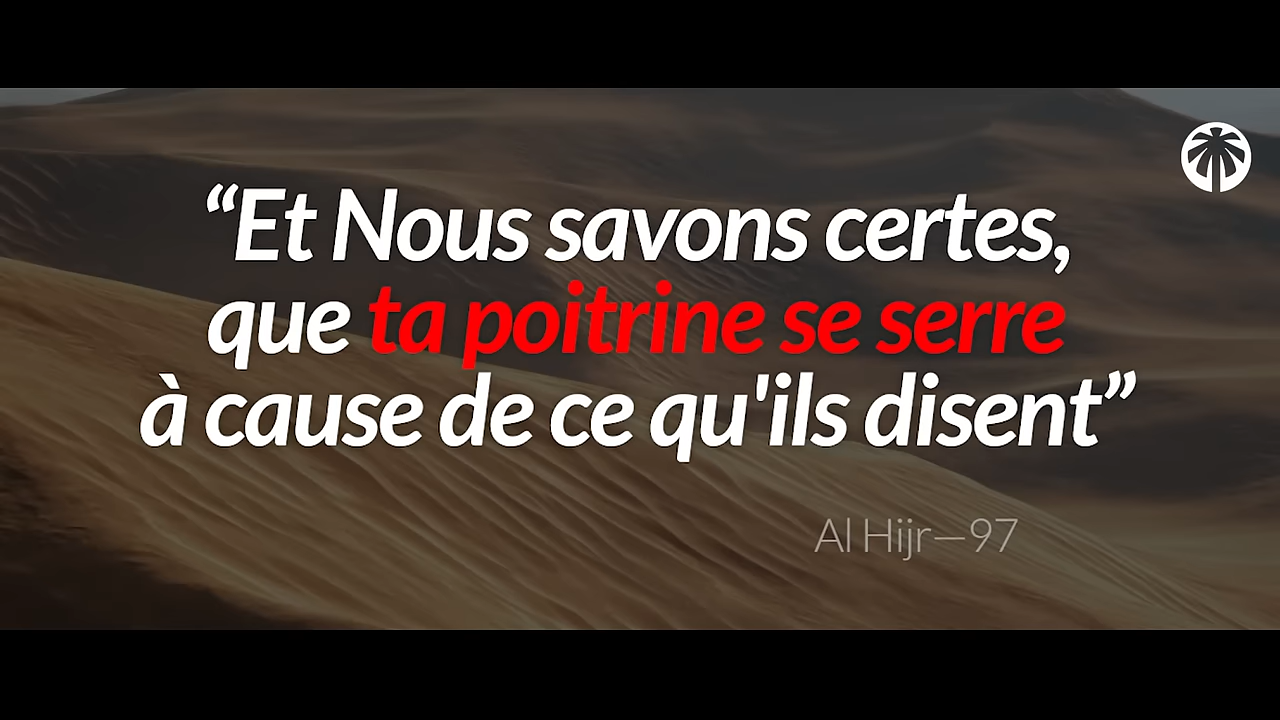 “Et Nous savons certes,
que ta poitrine se serre
à cause de ce qu'ils disent”
Al Hijr—97